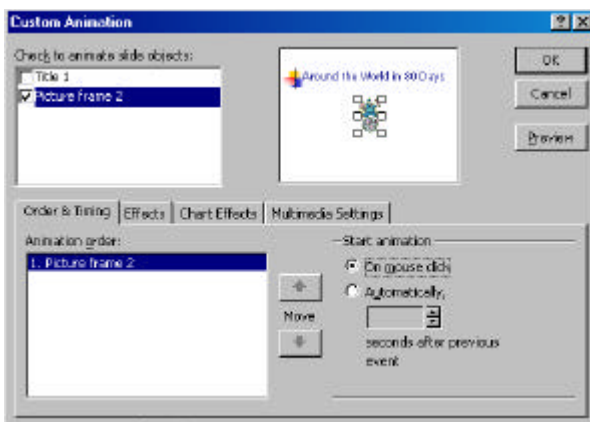 Custom Animation
Check to animate slide objects:
Title 1
Picture frame 2
Around the World in 80 Days
OK
Cancel
Preview
Order & Timing
Effects
Chart Effects
Multimedia Settings
Animation order:
1. Picture frame 2
Move
Start animation
On mouse click
Automatically,
seconds after previous
event